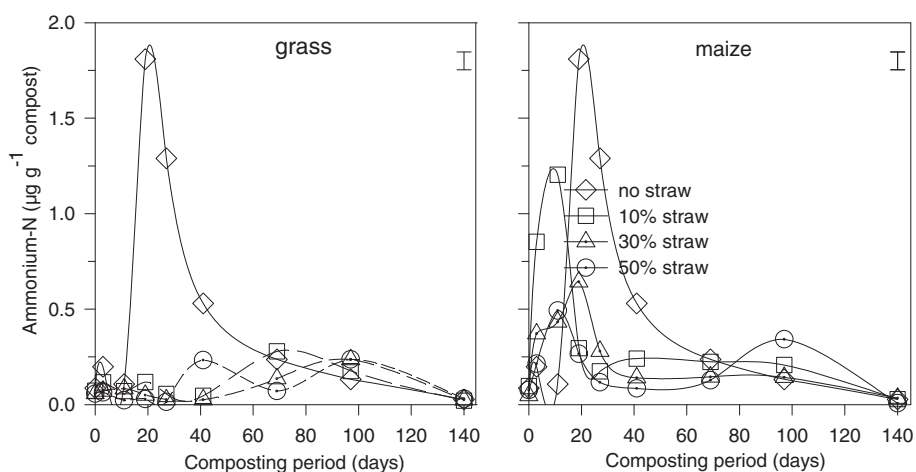 grass
maize
2.0
1.5
1.0
0.5
0.0
Ammonium-N (µg g⁻¹ compost)
no straw
10% straw
30% straw
50% straw
0 20 40 60 80 100 120 140
0 20 40 60 80 100 120 140
Composting period (days)
Composting period (days)